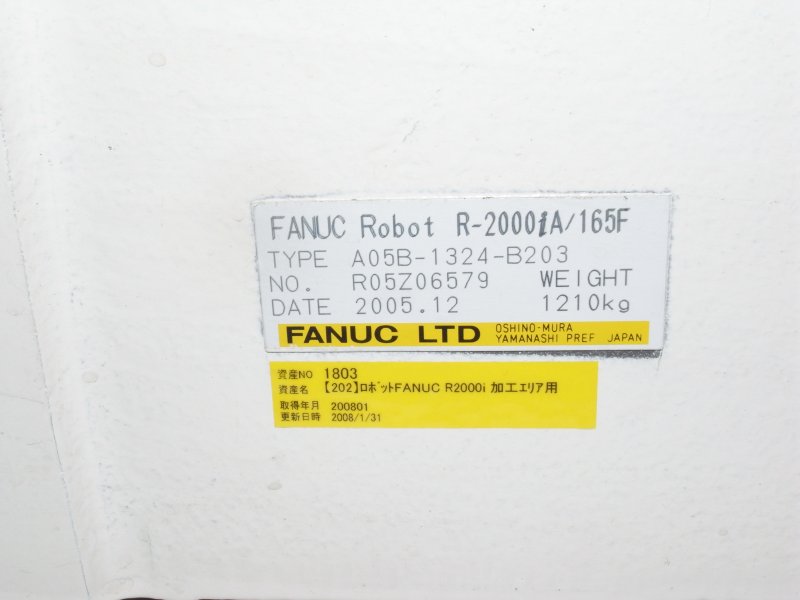 FANUC Robot R-2000iA/165F
TYPE A05B-1324-B203
NO. R05Z06579 WEIGHT
DATE 2005.12 1210kg
FANUC LTD OSHINO-MURA
YAMANASHI PREF JAPAN
資産NO 1803
資産名 【202】ロボットFANUC R2000i 加工エリア用
取得年月 200801
更新日時 2008/1/31